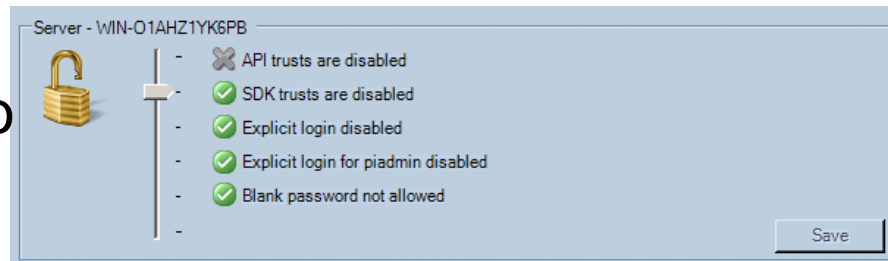 Server - WIN-O1AHZ1YK6PB
API trusts are disabled
SDK trusts are disabled
Explicit login disabled
Explicit login for piadmin disabled
Blank password not allowed
Save